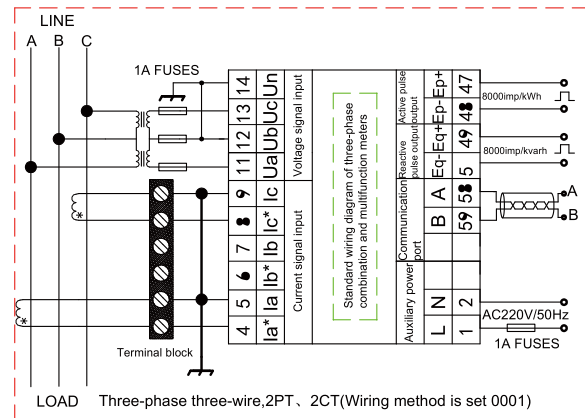 LINE
A B C
1A FUSES
14 Un
13 Uc
12 Ub
11 Ua
Voltage signal input
9 Ic
8 Ic*
7 Ib
6 Ib*
5 Ia
4 Ia*
Current signal input
Standard wiring diagram of three-phase
combination and multifunction meters
Active pulse
output
Ep+ 47
Ep- 48
8000imp/kWh
Reactive
pulse output
Eq+ 49
Eq- 5
8000imp/kvarh
Communication
port
A 58
B 59
A
B
Auxiliary power
N 2
L 1
AC220V/50Hz
1A FUSES
Terminal block
LOAD
Three-phase three-wire,2PT、2CT(Wiring method is set 0001)